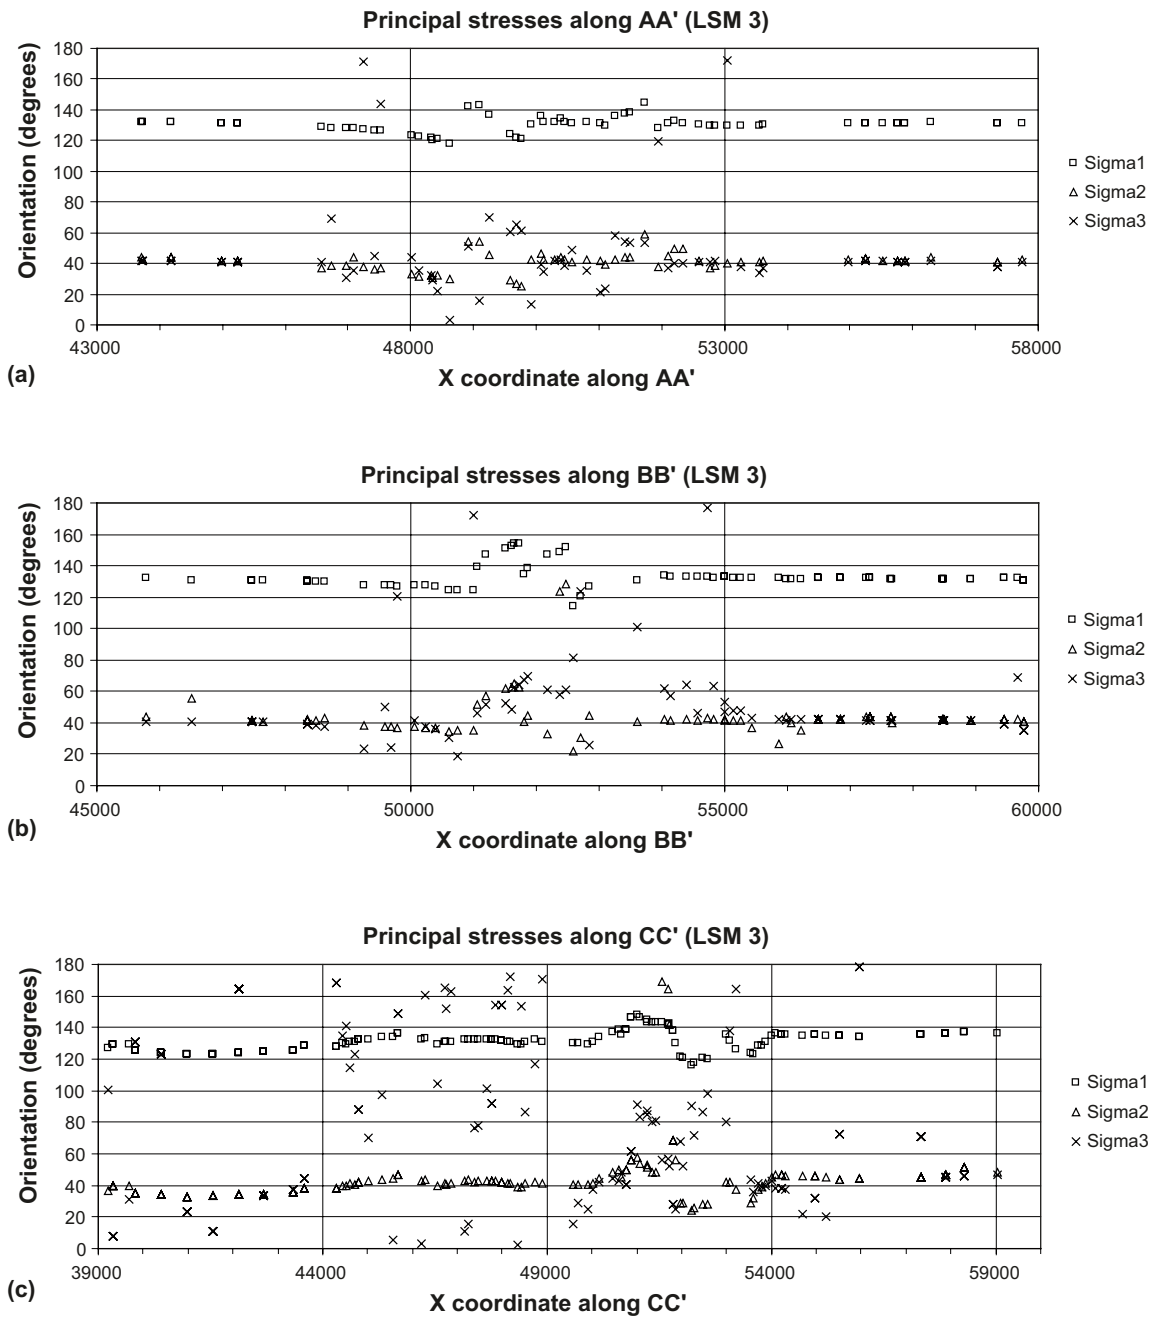 Principal stresses along AA' (LSM 3)
180
160
140
120
100
80
60
40
20
0
Orientation (degrees)
43000 48000 53000 58000
X coordinate along AA'
Sigma1
Sigma2
Sigma3
(a)
Principal stresses along BB' (LSM 3)
180
160
140
120
100
80
60
40
20
0
Orientation (degrees)
45000 50000 55000 60000
X coordinate along BB'
Sigma1
Sigma2
Sigma3
(b)
Principal stresses along CC' (LSM 3)
180
160
140
120
100
80
60
40
20
0
Orientation (degrees)
39000 44000 49000 54000 59000
X coordinate along CC'
Sigma1
Sigma2
Sigma3
(c)